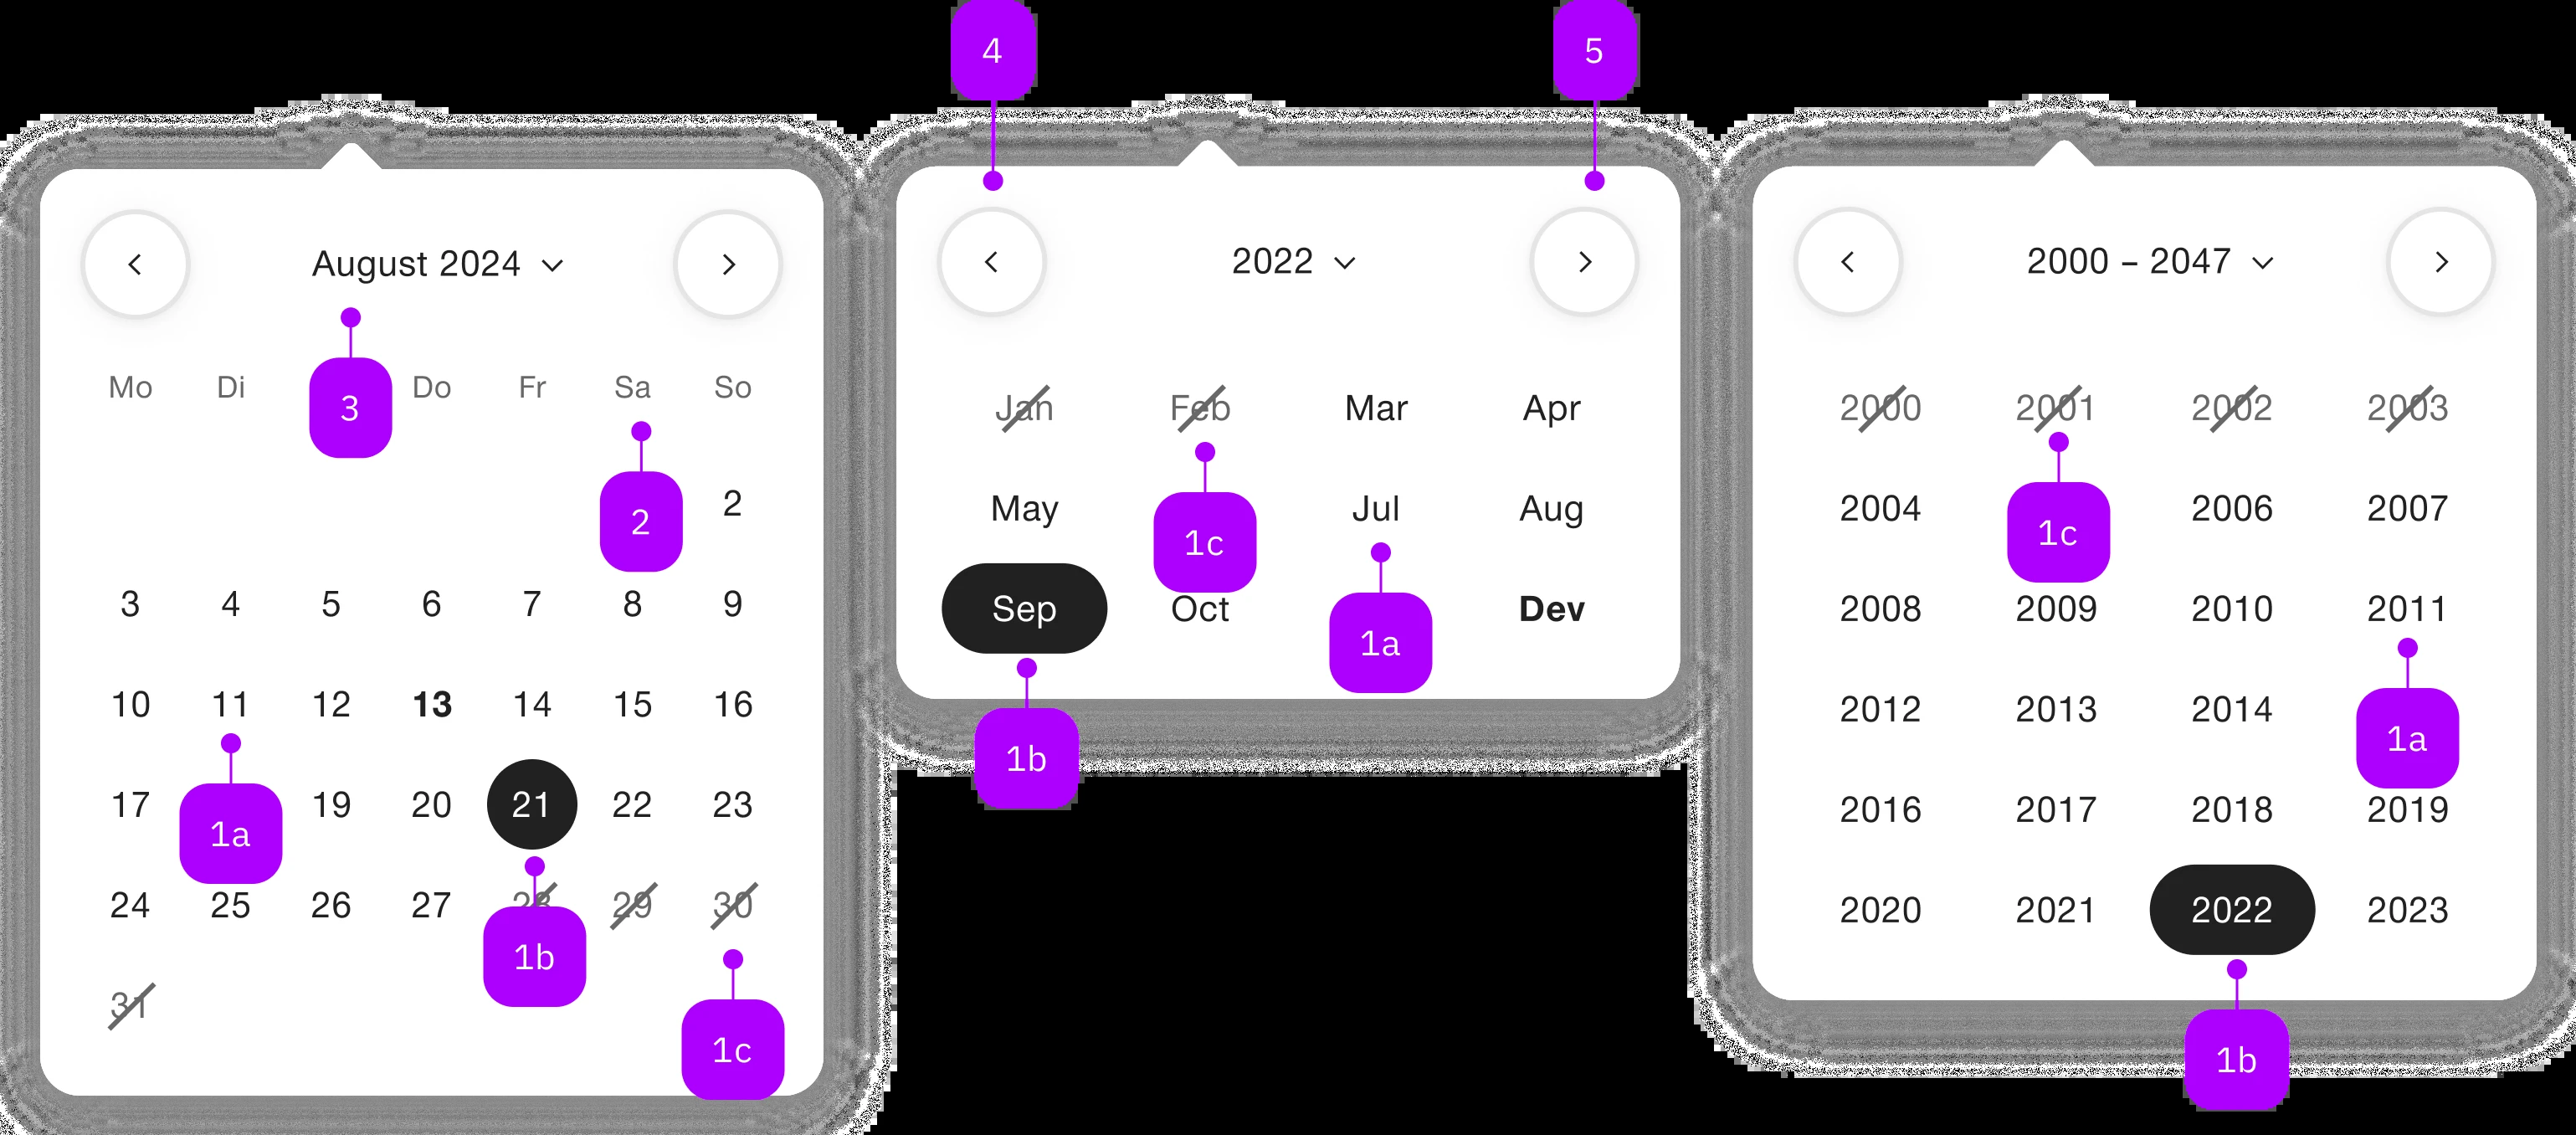 4
5
August 2024
2022
2000 – 2047
Mo Di 3 Do Fr Sa So
2 2
3 4 5 6 7 8 9
10 11 12 13 14 15 16
17 1a 19 20 21 22 23
24 25 26 27 28 29 30
1b
31
1c
Jan Feb Mar Apr
May 1c Jul Aug
Sep Oct 1a Dev
1b
2000 2001 2002 2003
2004 1c 2006 2007
2008 2009 2010 2011
2012 2013 2014 1a
2016 2017 2018 2019
2020 2021 2022 2023
1b